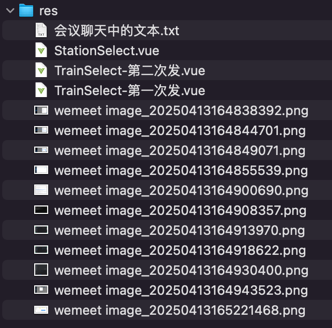 res
会议聊天中的文本.txt
StationSelect.vue
TrainSelect-第二次发.vue
TrainSelect-第一次发.vue
wemeet image_20250413164838392.png
wemeet image_20250413164844701.png
wemeet image_20250413164849071.png
wemeet image_20250413164855539.png
wemeet image_20250413164900690.png
wemeet image_20250413164908357.png
wemeet image_20250413164913970.png
wemeet image_20250413164918622.png
wemeet image_20250413164930400.png
wemeet image_20250413164943523.png
wemeet image_20250413165221468.png